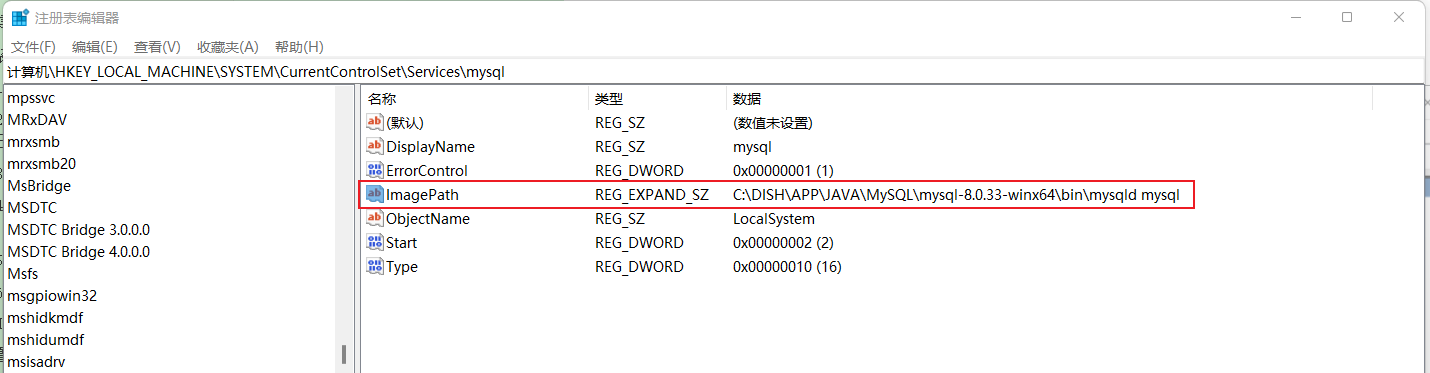 注册表编辑器
文件(F) 编辑(E) 查看(V) 收藏夹(A) 帮助(H)
计算机\HKEY_LOCAL_MACHINE\SYSTEM\CurrentControlSet\Services\mysql
mpssvc
MRxDAV
mrxsmb
mrxsmb20
MsBridge
MSDTC
MSDTC Bridge 3.0.0.0
MSDTC Bridge 4.0.0.0
Msfs
msgpiowin32
mshidkmdf
mshidumdf
msisadrv
名称 类型 数据
(默认) REG_SZ (数值未设置)
DisplayName REG_SZ mysql
ErrorControl REG_DWORD 0x00000001 (1)
ImagePath REG_EXPAND_SZ C:\DISH\APP\JAVA\MySQL\mysql-8.0.33-winx64\bin\mysqld mysql
ObjectName REG_SZ LocalSystem
Start REG_DWORD 0x00000002 (2)
Type REG_DWORD 0x00000010 (16)